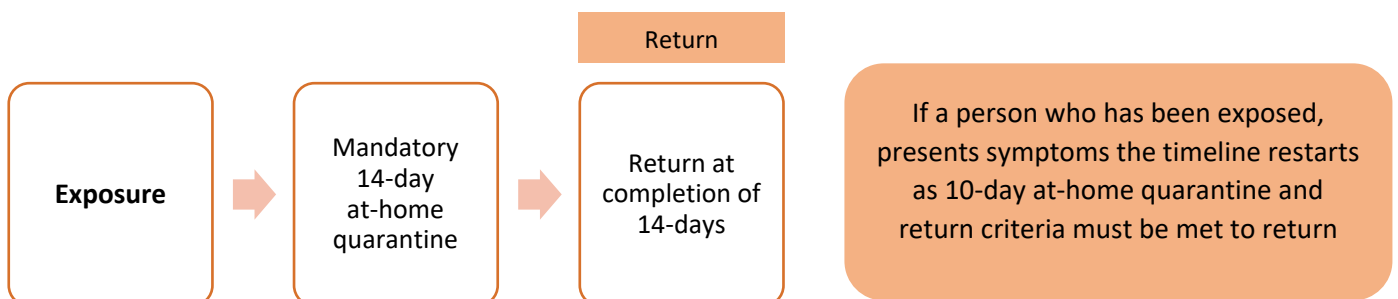 Return
Exposure
Mandatory
14-day
at-home
quarantine
Return at
completion of
14-days
If a person who has been exposed,
presents symptoms the timeline restarts
as 10-day at-home quarantine and
return criteria must be met to return